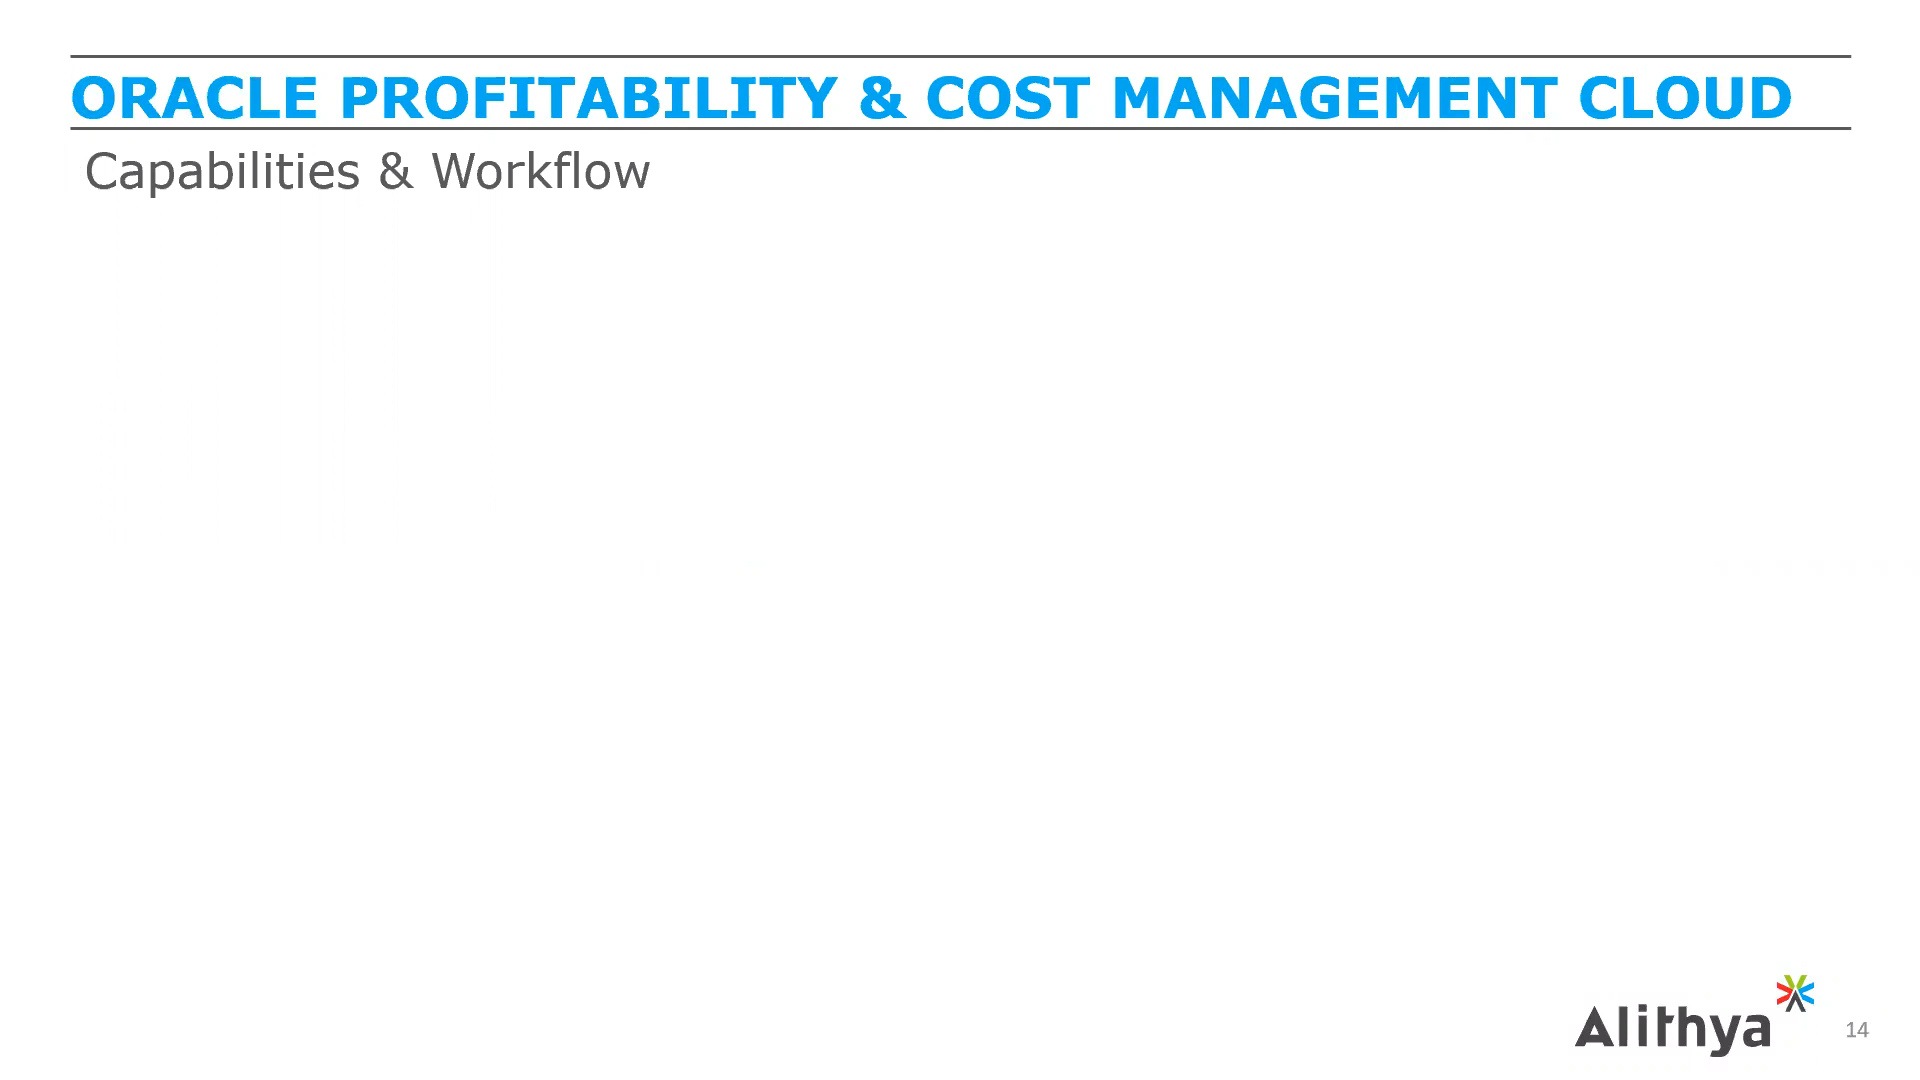 ORACLE PROFITABILITY & COST MANAGEMENT CLOUD
Capabilities & Workflow
Alithya
14